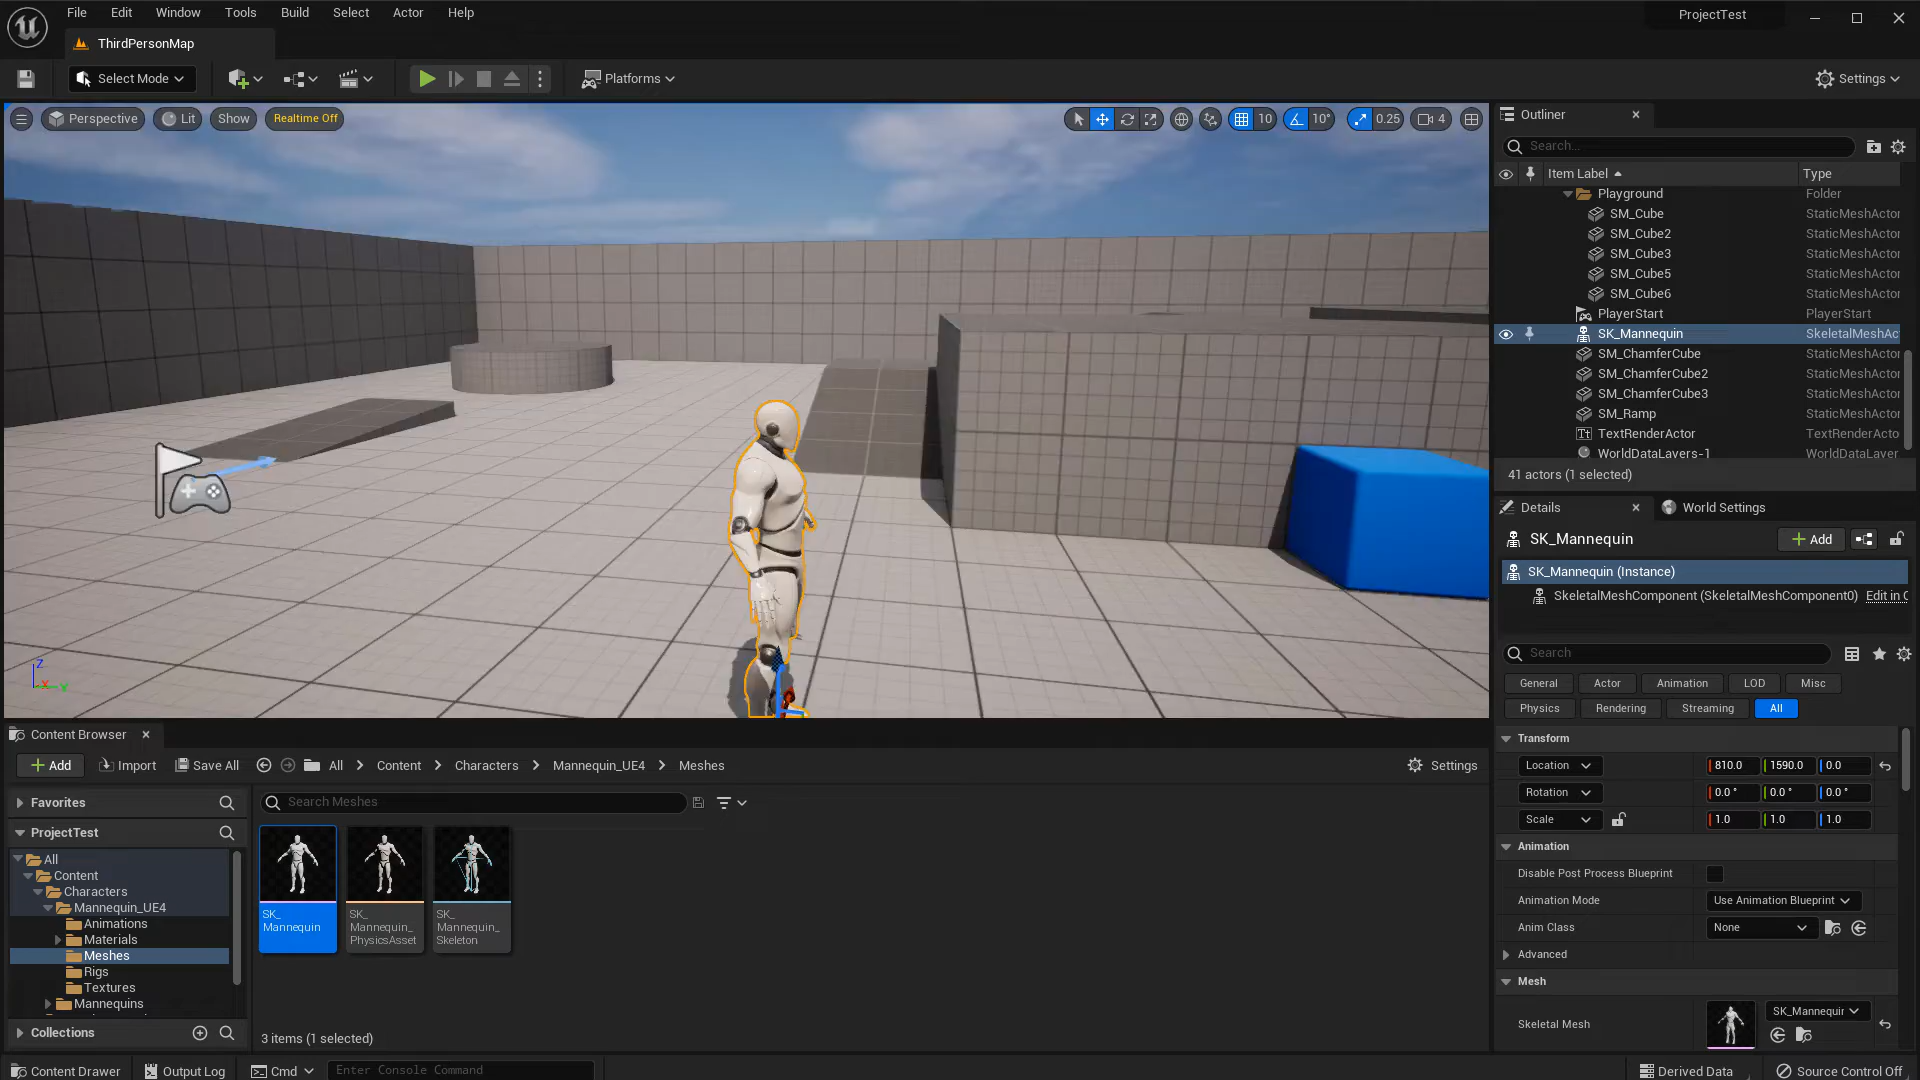 File Edit Window Tools Build Select Actor Help
ProjectTest
ThirdPersonMap
Select Mode
Platforms
Settings
Perspective Lit Show Realtime Off
10 10° 0.25 4
Outliner
Search...
Item Label Type
Playground Folder
SM_Cube StaticMeshActor
SM_Cube2 StaticMeshActor
SM_Cube3 StaticMeshActor
SM_Cube5 StaticMeshActor
SM_Cube6 StaticMeshActor
PlayerStart PlayerStart
SK_Mannequin SkeletalMeshAc
SM_ChamferCube StaticMeshActor
SM_ChamferCube2 StaticMeshActor
SM_ChamferCube3 StaticMeshActor
SM_Ramp StaticMeshActor
TextRenderActor TextRenderActo
WorldDataLayers-1 WorldDataLayer
41 actors (1 selected)
Details World Settings
SK_Mannequin Add
SK_Mannequin (Instance)
SkeletalMeshComponent (SkeletalMeshComponent0) Edit in C
Search
General Actor Animation LOD Misc
Physics Rendering Streaming All
Transform
Location 810.0 1590.0 0.0
Rotation 0.0 ° 0.0 ° 0.0 °
Scale 1.0 1.0 1.0
Animation
Disable Post Process Blueprint
Animation Mode Use Animation Blueprint
Anim Class None
Advanced
Mesh
Skeletal Mesh SK_Mannequir
Z
X Y
Content Browser
Add Import Save All All Content Characters Mannequin_UE4 Meshes Settings
Favorites
Search Meshes
ProjectTest
All
Content
Characters
Mannequin_UE4
Animations
Materials
Meshes
Rigs
Textures
Mannequins
Collections
SK_
Mannequin
SK_
Mannequin_
PhysicsAsset
SK_
Mannequin_
Skeleton
3 items (1 selected)
Content Drawer Output Log Cmd Enter Console Command
Derived Data Source Control Off